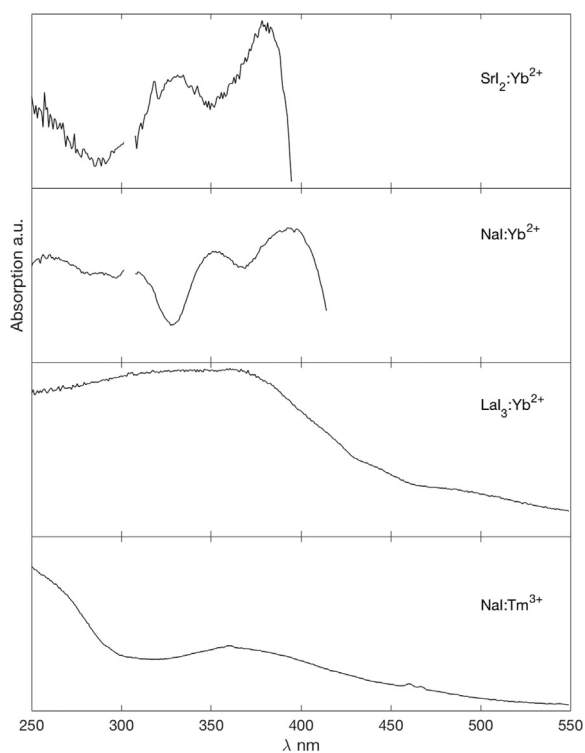 SrI₂:Yb²⁺
NaI:Yb²⁺
Absorption a.u.
LaI₃:Yb²⁺
NaI:Tm³⁺
250 300 350 400 450 500 550
λ nm